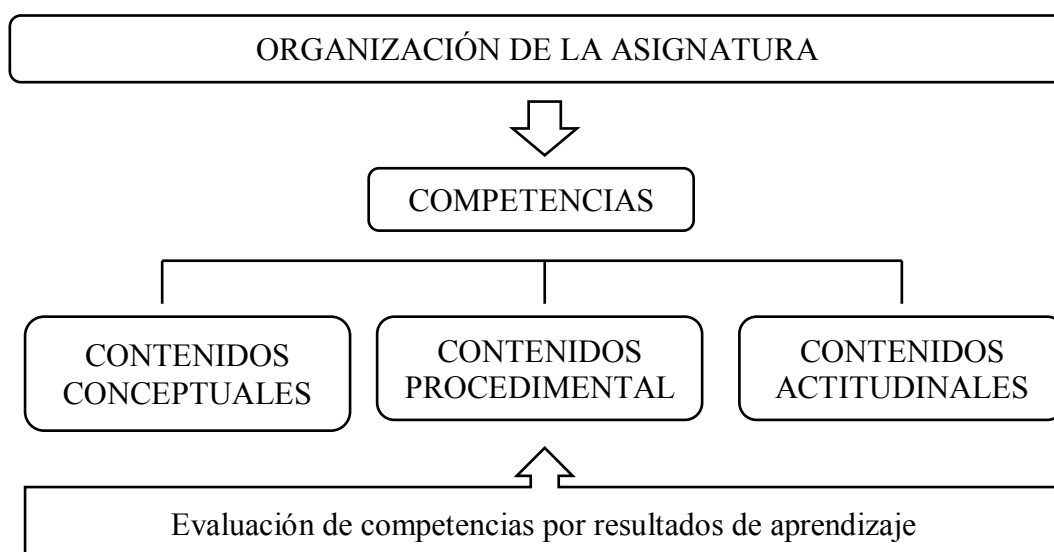 ORGANIZACIÓN DE LA ASIGNATURA
COMPETENCIAS
CONTENIDOS
CONCEPTUALES
CONTENIDOS
PROCEDIMENTAL
CONTENIDOS
ACTITUDINALES
Evaluación de competencias por resultados de aprendizaje